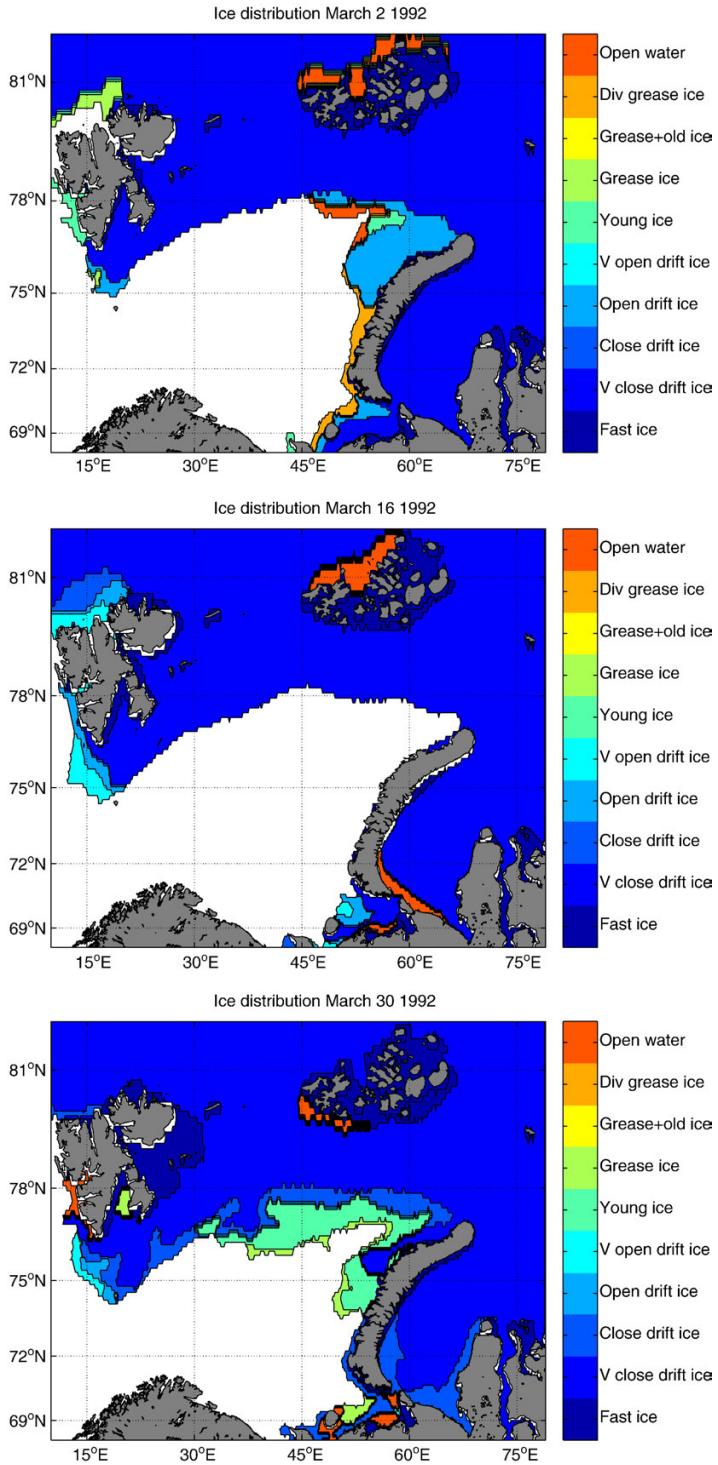 Ice distribution March 2 1992
81°N
78°N
75°N
72°N
69°N
15°E 30°E 45°E 60°E 75°E
Open water
Div grease ice
Grease+old ice
Grease ice
Young ice
V open drift ice
Open drift ice
Close drift ice
V close drift ice
Fast ice
Ice distribution March 16 1992
81°N
78°N
75°N
72°N
69°N
15°E 30°E 45°E 60°E 75°E
Open water
Div grease ice
Grease+old ice
Grease ice
Young ice
V open drift ice
Open drift ice
Close drift ice
V close drift ice
Fast ice
Ice distribution March 30 1992
81°N
78°N
75°N
72°N
69°N
15°E 30°E 45°E 60°E 75°E
Open water
Div grease ice
Grease+old ice
Grease ice
Young ice
V open drift ice
Open drift ice
Close drift ice
V close drift ice
Fast ice